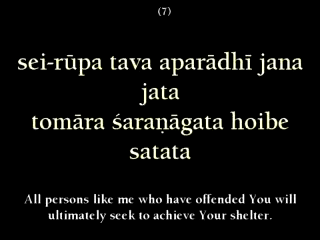 (7)
sei-rūpa tava aparādhī jana
jata
tomāra śaraṇāgata hoibe
satata
All persons like me who have offended You will
ultimately seek to achieve Your shelter.